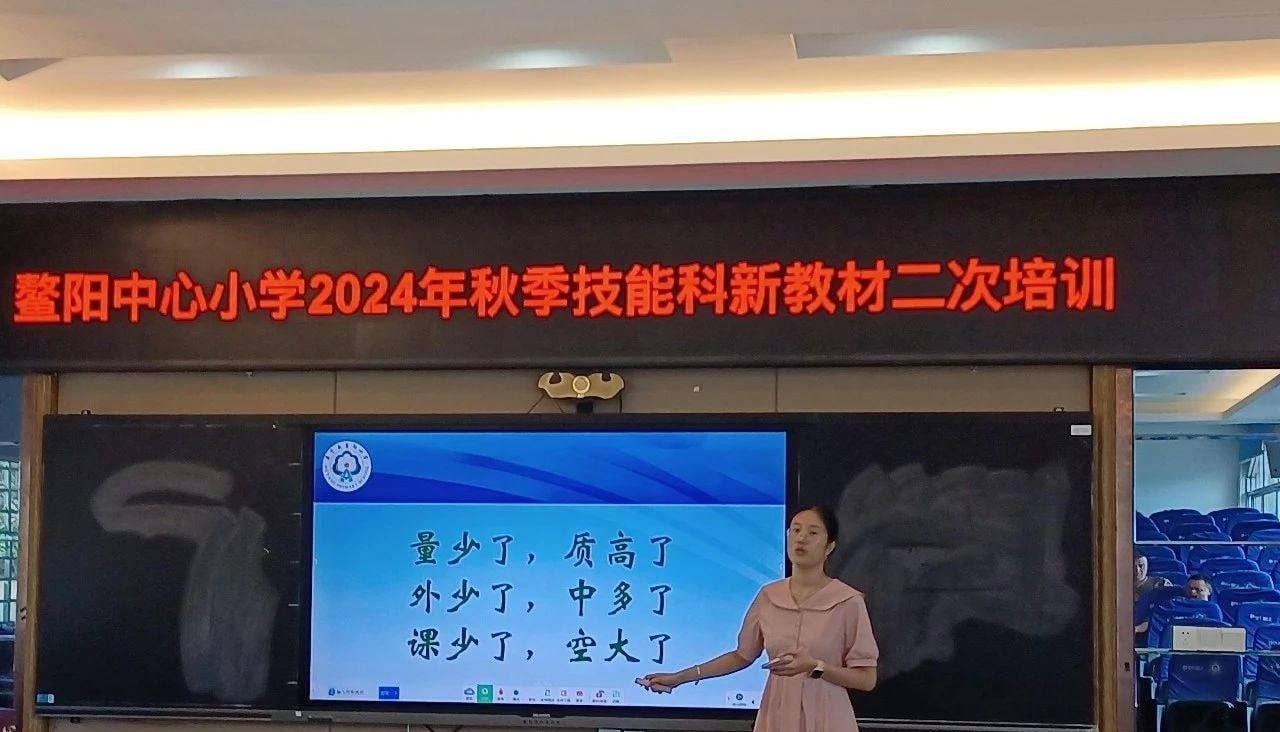 鳌阳中心小学2024年秋季技能科新教材二次培训
量少了，质高了
外少了，中多了
课少了，空大了